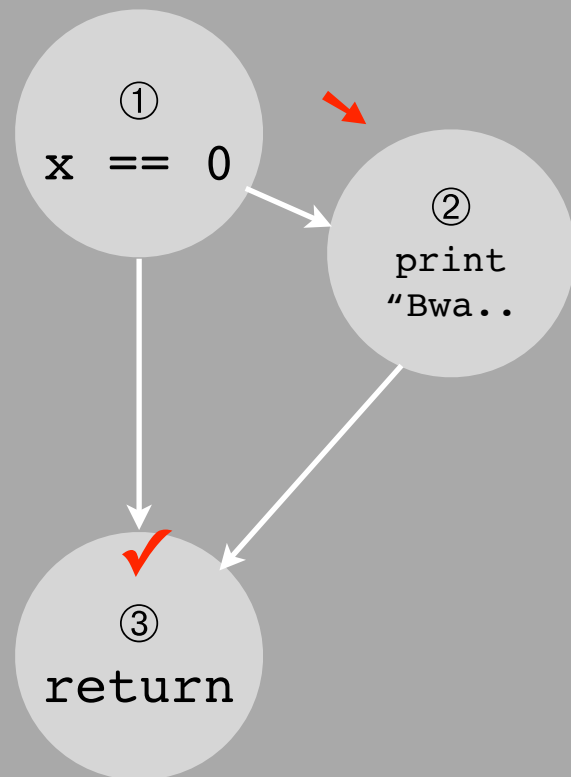 ①
x == 0
②
print
“Bwa..
③
return